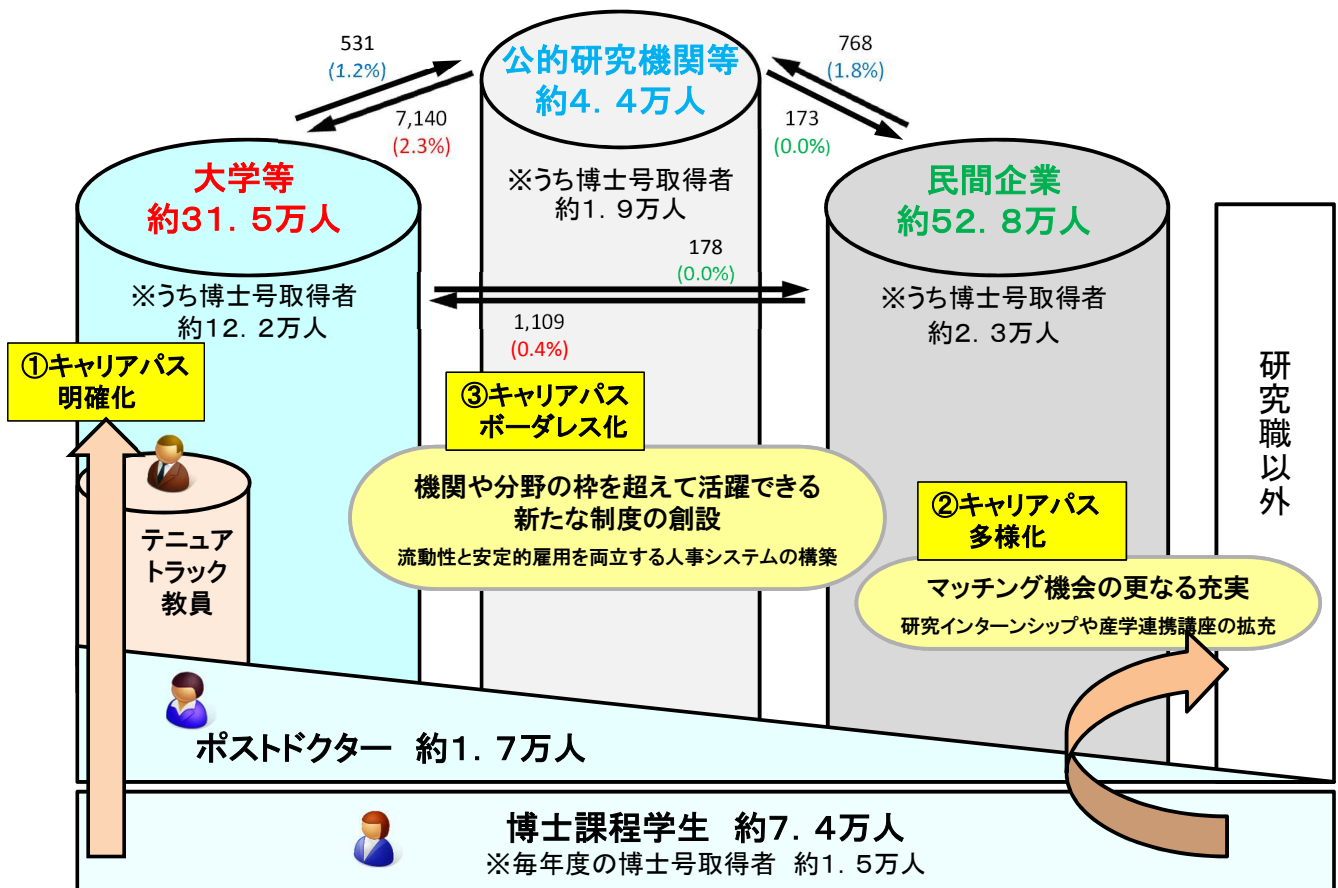 531
(1.2%)
7,140
(2.3%)
公的研究機関等
約4．4万人
※うち博士号取得者
約1．9万人
768
(1.8%)
173
(0.0%)
大学等
約31．5万人
※うち博士号取得者
約12．2万人
民間企業
約52．8万人
※うち博士号取得者
約2．3万人
178
(0.0%)
1,109
(0.4%)
研究職以外
①キャリアパス
明確化
③キャリアパス
ボーダレス化
機関や分野の枠を超えて活躍できる
新たな制度の創設
流動性と安定的雇用を両立する人事システムの構築
②キャリアパス
多様化
マッチング機会の更なる充実
研究インターンシップや産学連携講座の拡充
テニュア
トラック
教員
ポストドクター　約1．7万人
博士課程学生　約7．4万人
※毎年度の博士号取得者　約1．5万人